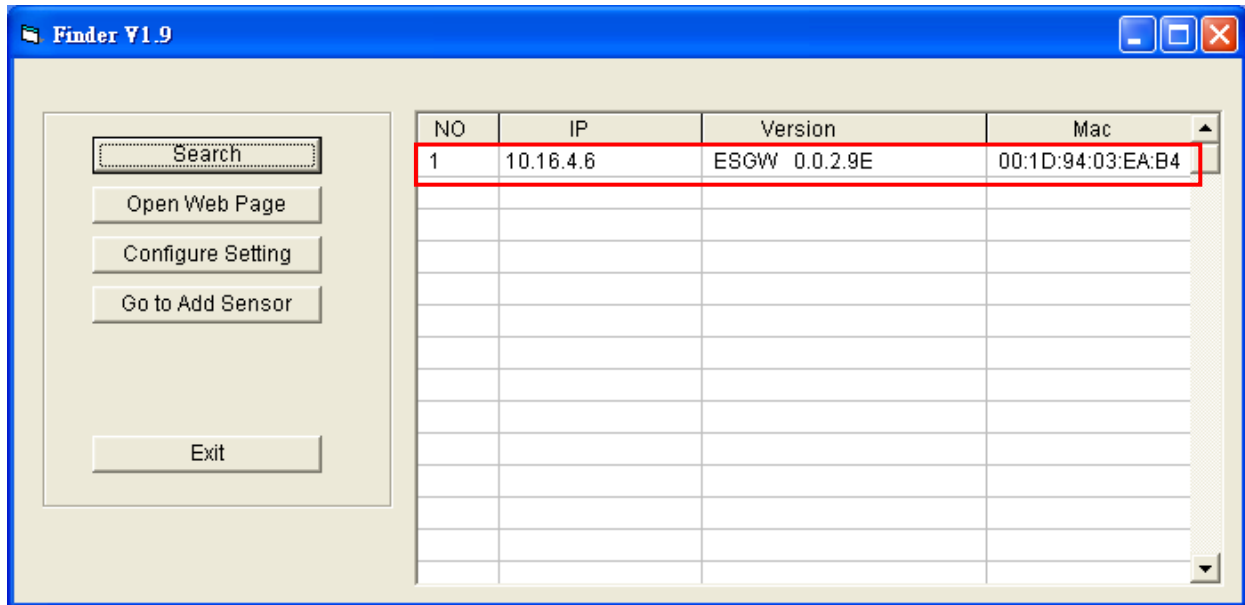 Finder V1.9
Search
Open Web Page
Configure Setting
Go to Add Sensor
Exit
NO IP Version Mac
1 10.16.4.6 ESGW 0.0.2.9E 00:1D:94:03:EA:B4